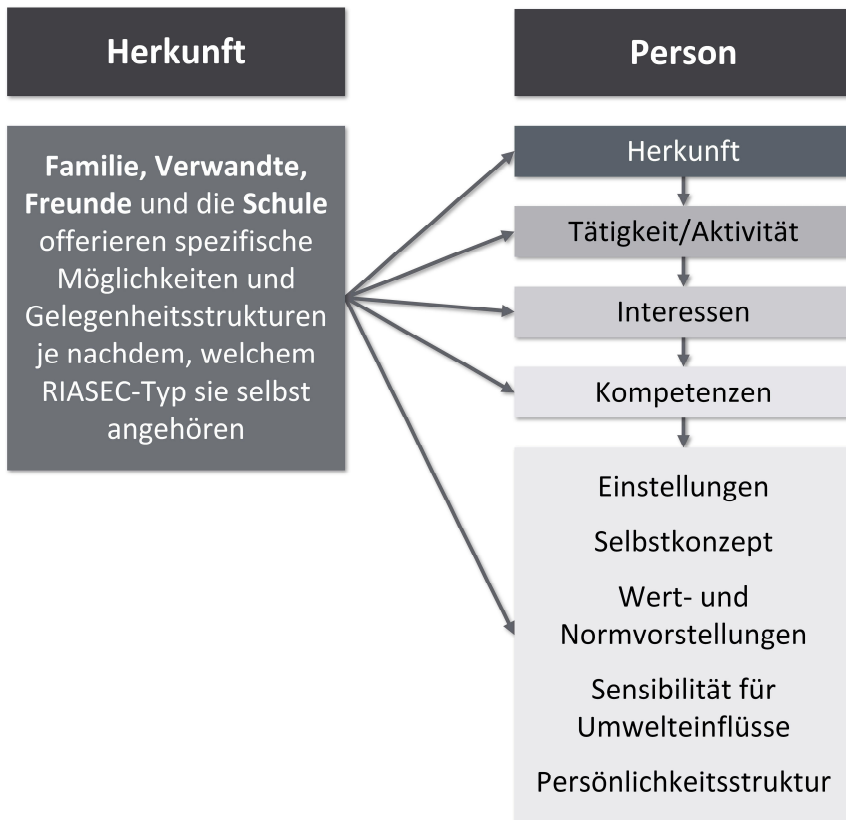 Herkunft
Familie, Verwandte,
Freunde und die Schule
offerieren spezifische
Möglichkeiten und
Gelegenheitsstrukturen
je nachdem, welchem
RIASEC-Typ sie selbst
angehören
Person
Herkunft
Tätigkeit/Aktivität
Interessen
Kompetenzen
Einstellungen
Selbstkonzept
Wert- und
Normvorstellungen
Sensibilität für
Umwelteinflüsse
Persönlichkeitsstruktur